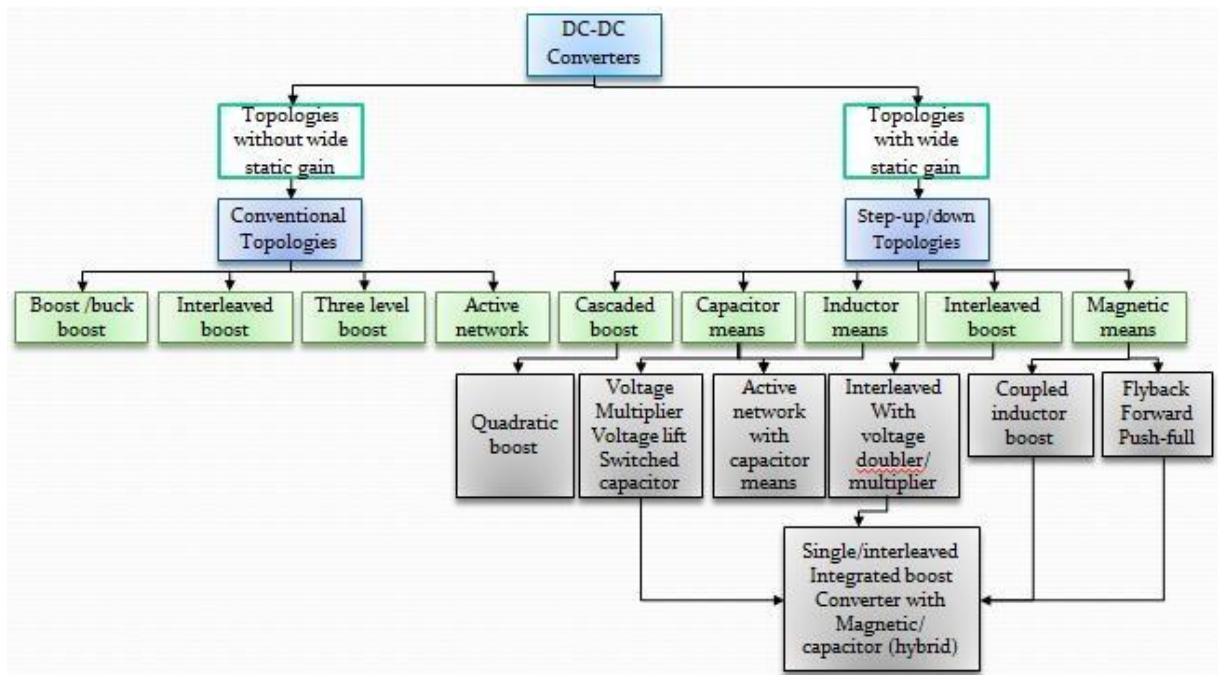 DC-DC
Converters
Topologies
without wide
static gain
Topologies
with wide
static gain
Conventional
Topologies
Step-up/down
Topologies
Boost /buck
boost
Interleaved
boost
Three level
boost
Active
network
Cascaded
boost
Capacitor
means
Inductor
means
Interleaved
boost
Magnetic
means
Quadratic
boost
Voltage
Multiplier
Voltage lift
Switched
capacitor
Active
network
with
capacitor
means
Interleaved
With
voltage
doubler/
multiplier
Coupled
inductor
boost
Flyback
Forward
Push-full
Single/interleaved
Integrated boost
Converter with
Magnetic/
capacitor (hybrid)